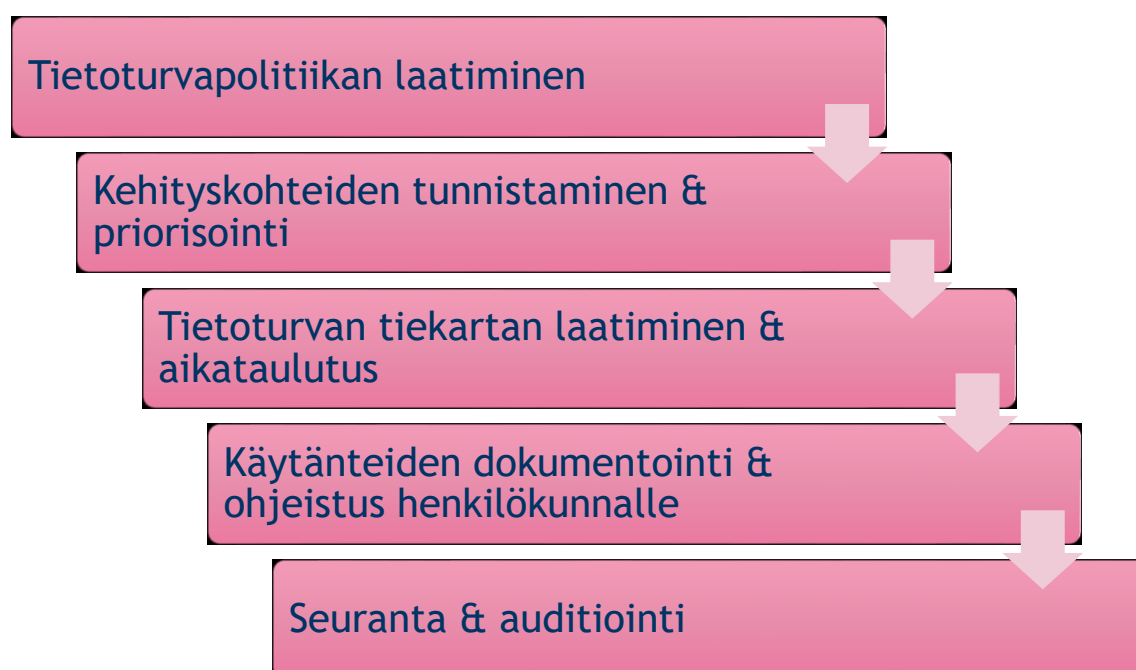 Tietoturvapolitiikan laatiminen
Kehityskohteiden tunnistaminen &
priorisointi
Tietoturvan tiekartan laatiminen &
aikataulutus
Käytänteiden dokumentointi &
ohjeistus henkilökunnalle
Seuranta & auditiointi